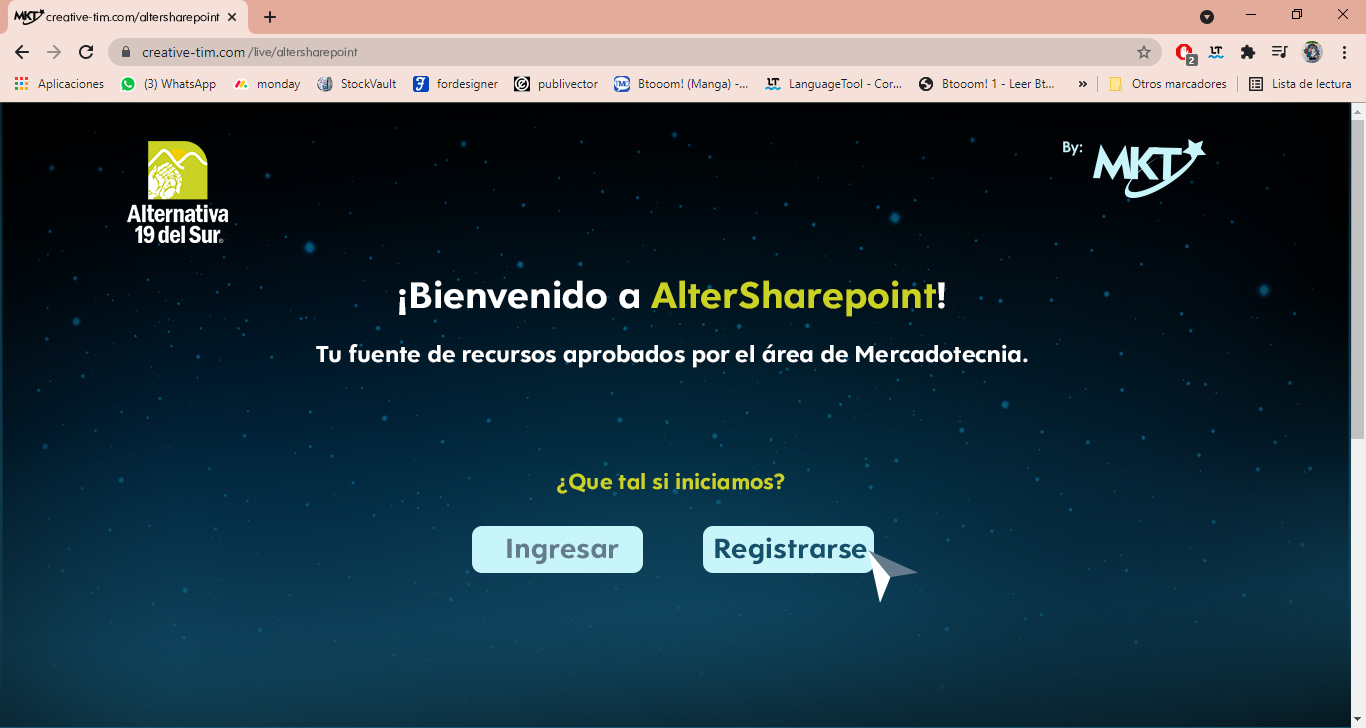 MKT creative-tim.com/altersharepoint
creative-tim.com /live/altersharepoint
2
LT
Aplicaciones
(3) WhatsApp
monday
StockVault
fordesigner
publivector
TMO Btooom! (Manga) -...
LT LanguageTool - Cor...
Btooom! 1 - Leer Bt...
»
Otros marcadores
Lista de lectura
Alternativa
19 del Sur®
By: MKT
¡Bienvenido a AlterSharepoint!
Tu fuente de recursos aprobados por el área de Mercadotecnia.
¿Que tal si iniciamos?
Ingresar
Registrarse